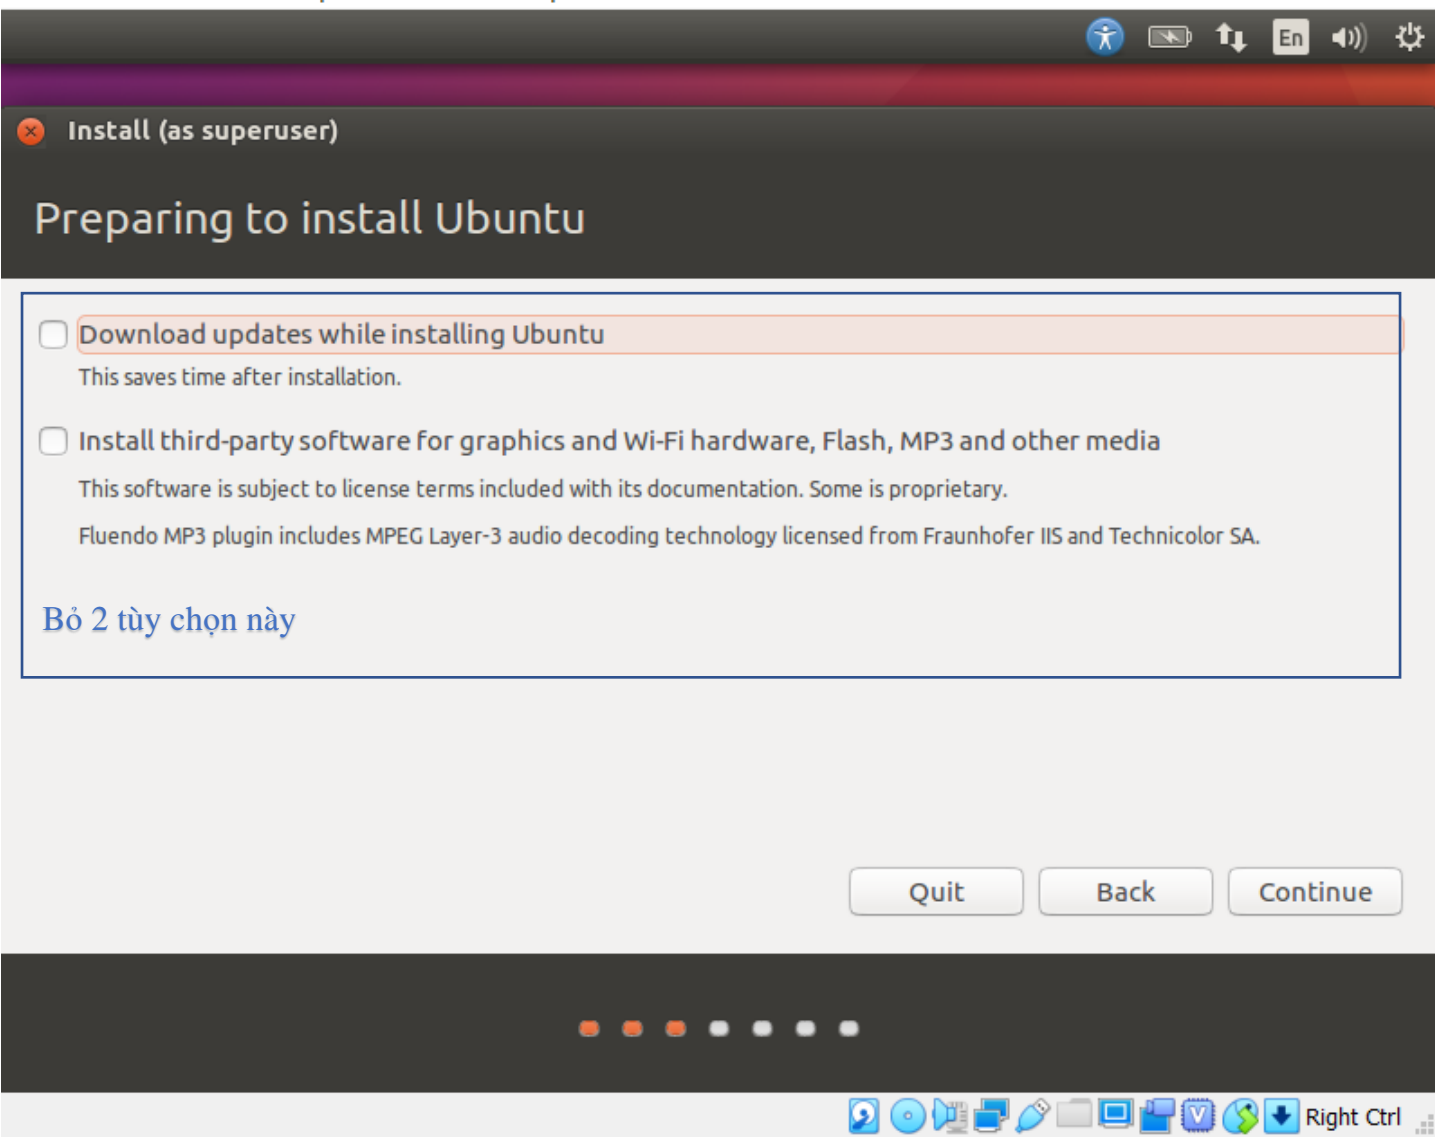 En
Install (as superuser)
Preparing to install Ubuntu
Download updates while installing Ubuntu
This saves time after installation.
Install third-party software for graphics and Wi-Fi hardware, Flash, MP3 and other media
This software is subject to license terms included with its documentation. Some is proprietary.
Fluendo MP3 plugin includes MPEG Layer-3 audio decoding technology licensed from Fraunhofer IIS and Technicolor SA.
Bỏ 2 tùy chọn này
Quit Back Continue
V Right Ctrl